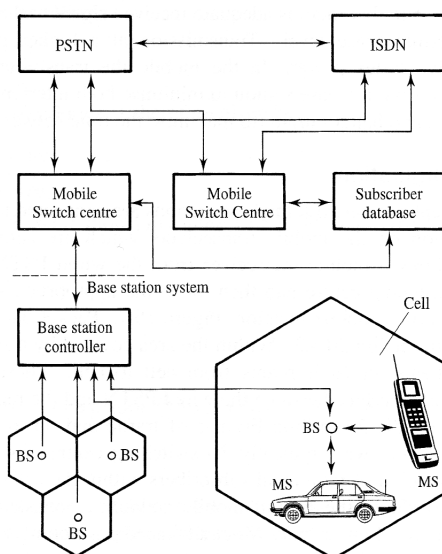 PSTN
ISDN
Mobile
Switch centre
Mobile
Switch Centre
Subscriber
database
Base station system
Base station
controller
Cell
BS
BS
BS
BS
MS
MS